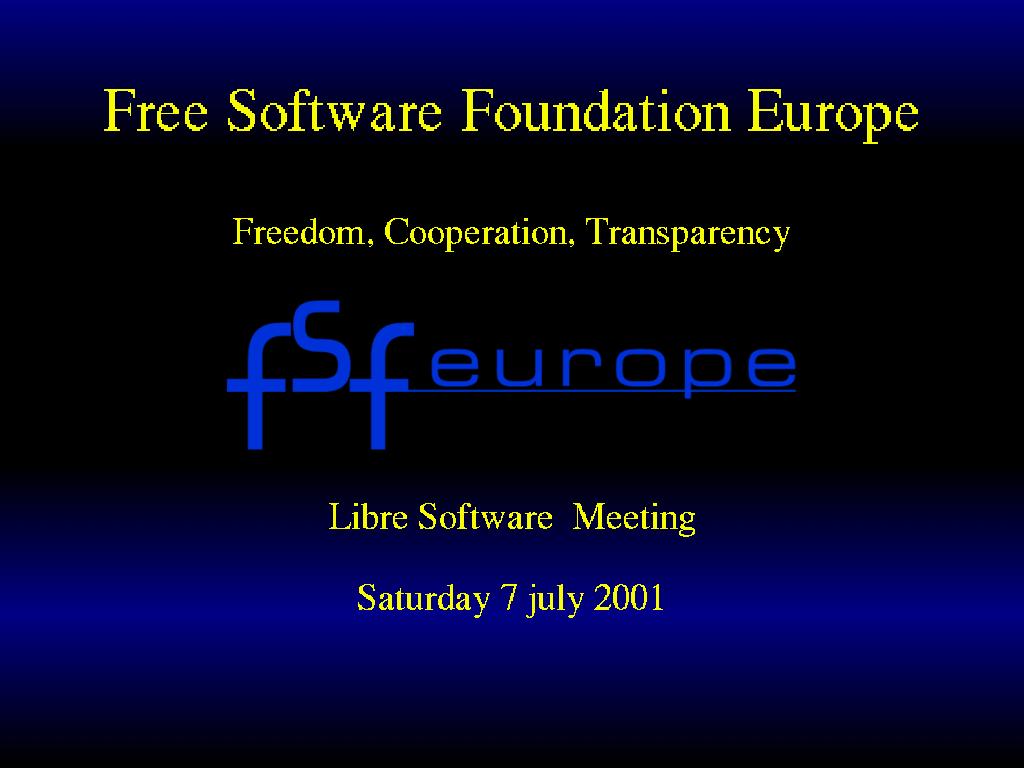 Free Software Foundation Europe
Freedom, Cooperation, Transparency
fsf europe
Libre Software  Meeting
Saturday 7 july 2001